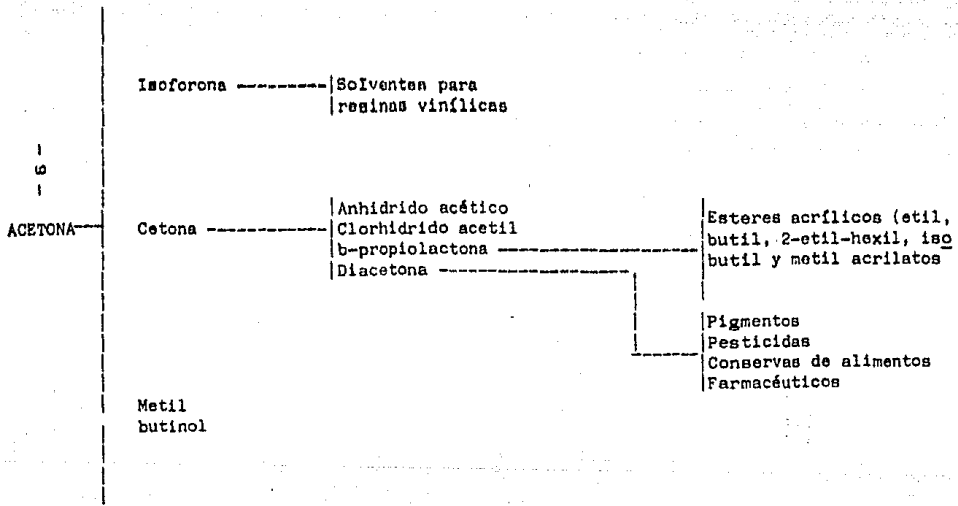 Isoforona
Solventes para
resinas vinílicas
- 9 -
ACETONA
Cetona
Anhidrido acético
Clorhidrido acetil
b-propiolactona
Diacetona
Esteres acrílicos (etil,
butil, 2-etil-hexil, iso
butil y metil acrilatos
Pigmentos
Pesticidas
Conservas de alimentos
Farmacéuticos
Metil
butinol